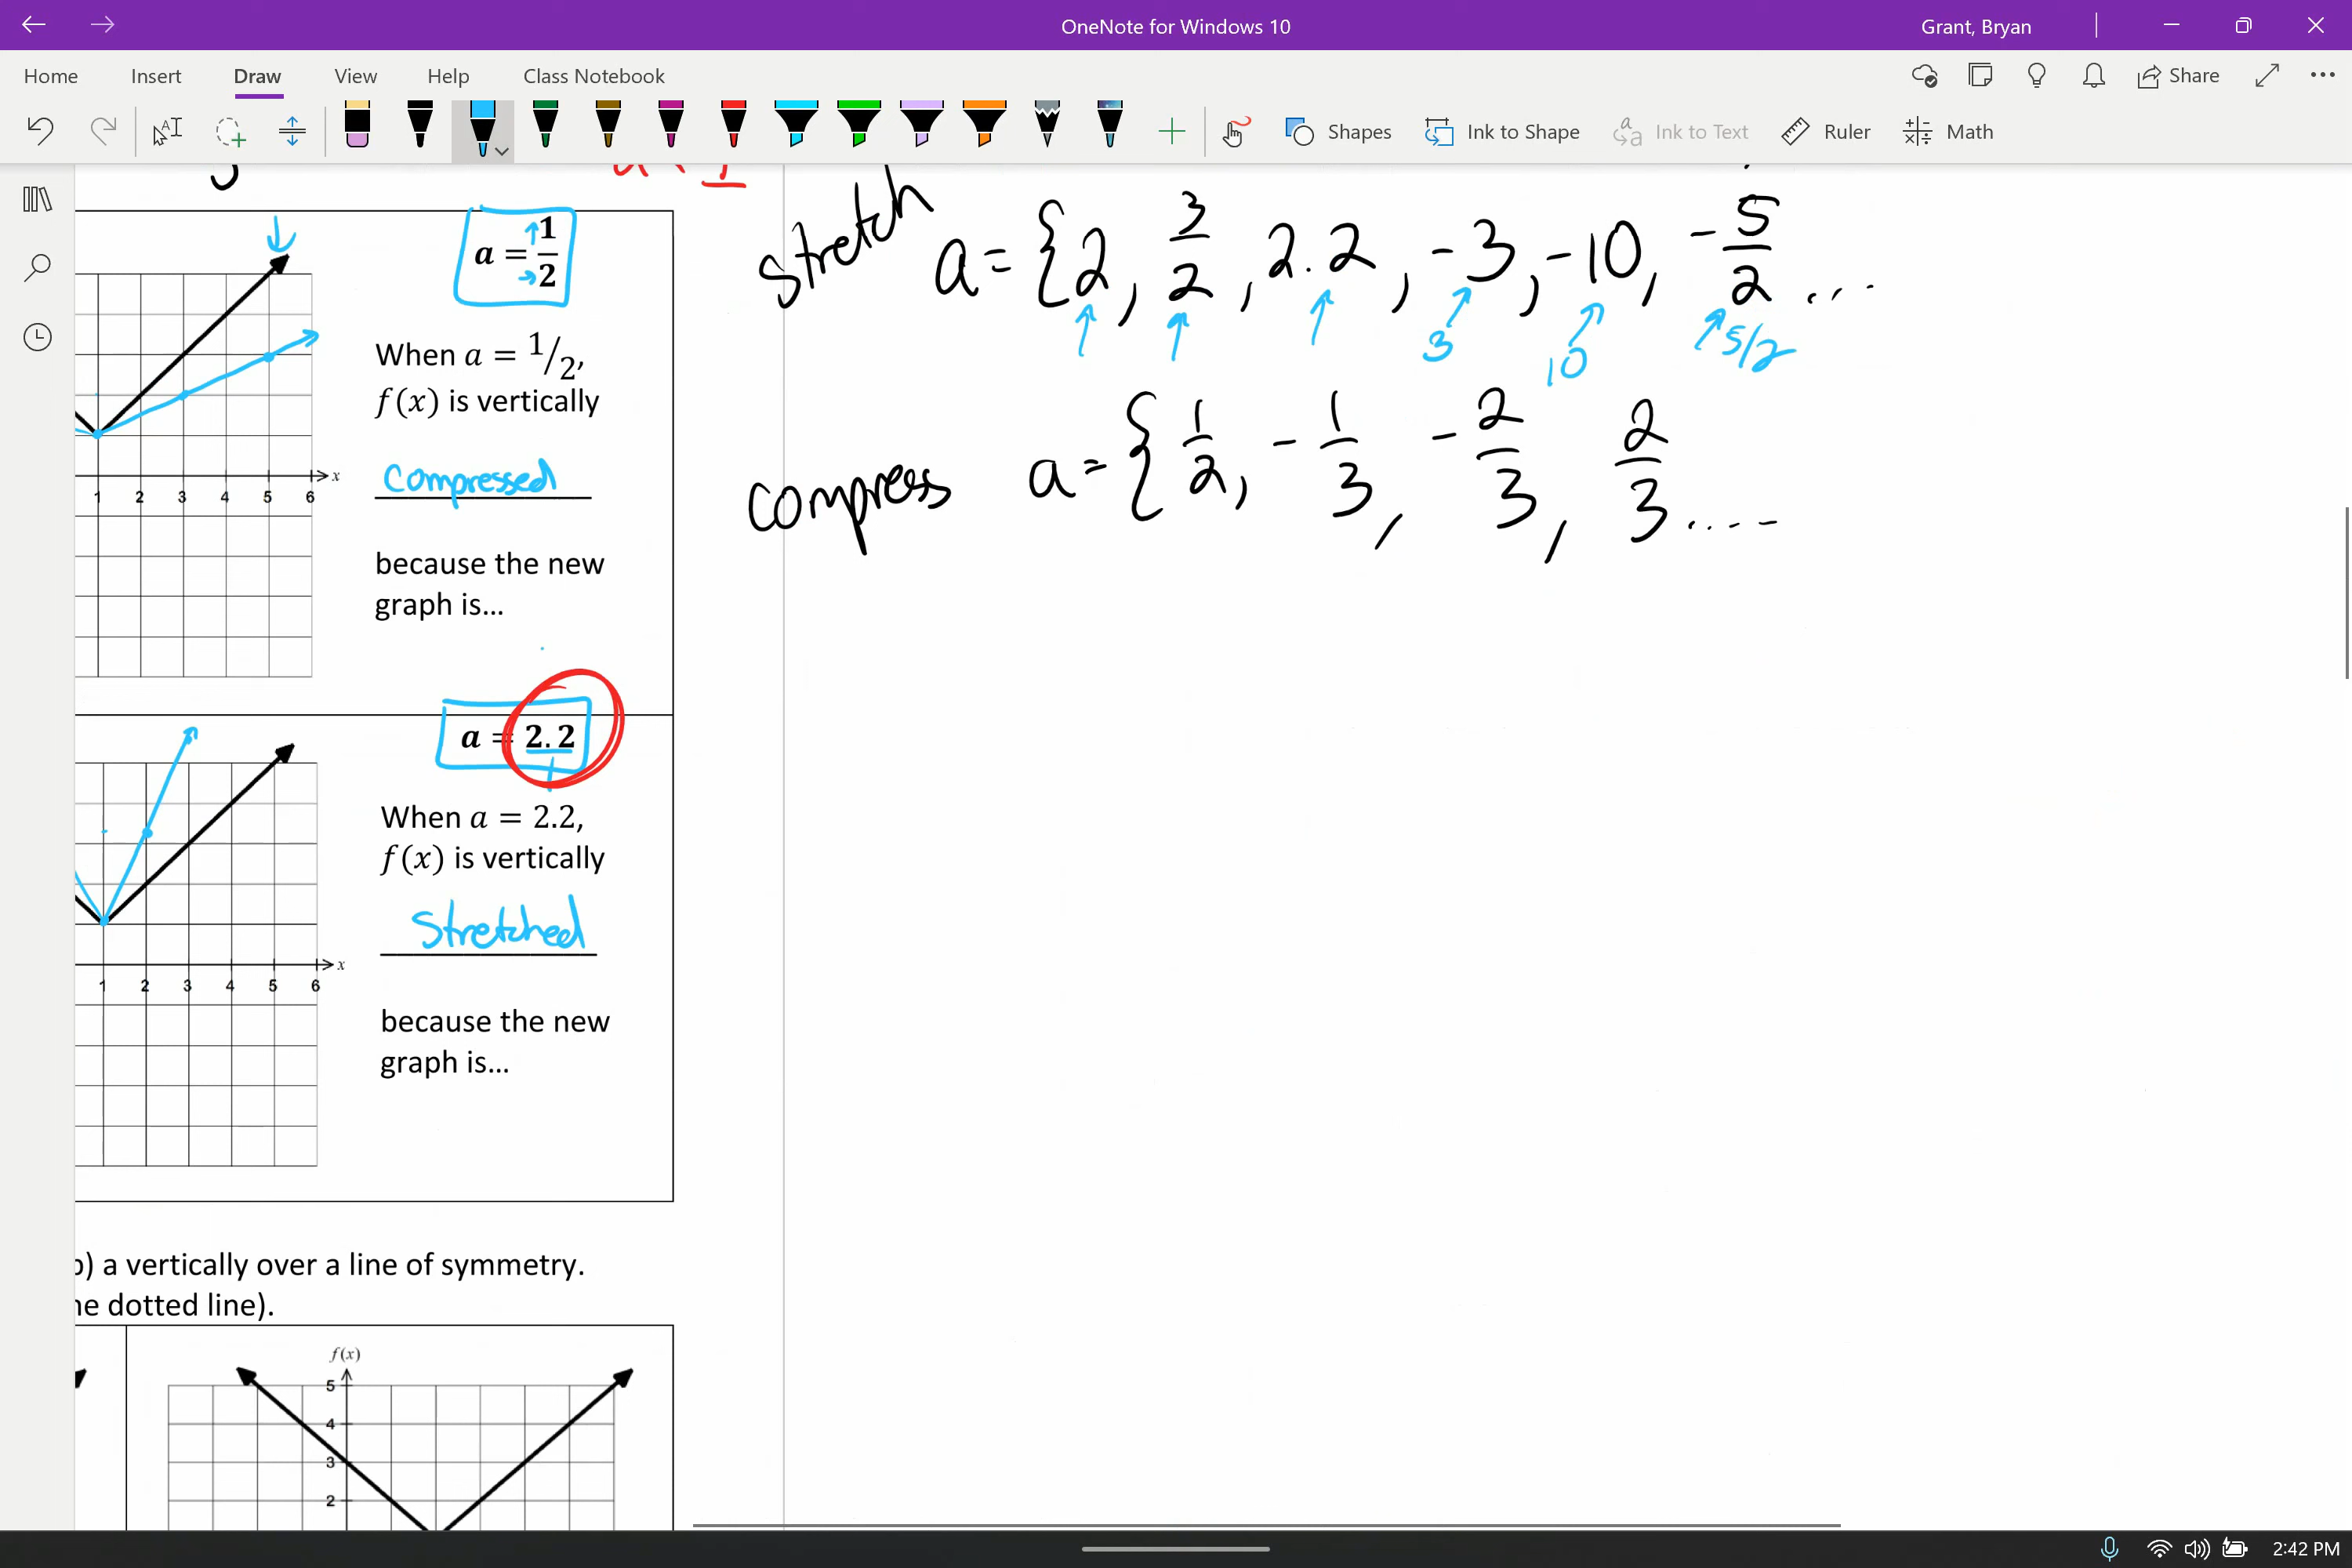 OneNote for Windows 10
Grant, Bryan
Home Insert Draw View Help Class Notebook
Share
Shapes Ink to Shape Ink to Text Ruler Math
a = 1/2
When a = 1/2,
f(x) is vertically
Compressed
because the new
graph is...
x
1 2 3 4 5 6
a = 2.2
When a = 2.2,
f(x) is vertically
Stretched
because the new
graph is...
x
1 2 3 4 5 6
b) a vertically over a line of symmetry.
he dotted line).
f(x)
5
4
3
2
stretch a = {2, 3/2, 2.2, -3, -10, -5/2 ...
3 10 5/2
compress a = {1/2, -1/3, -2/3, 2/3 .....
2:42 PM